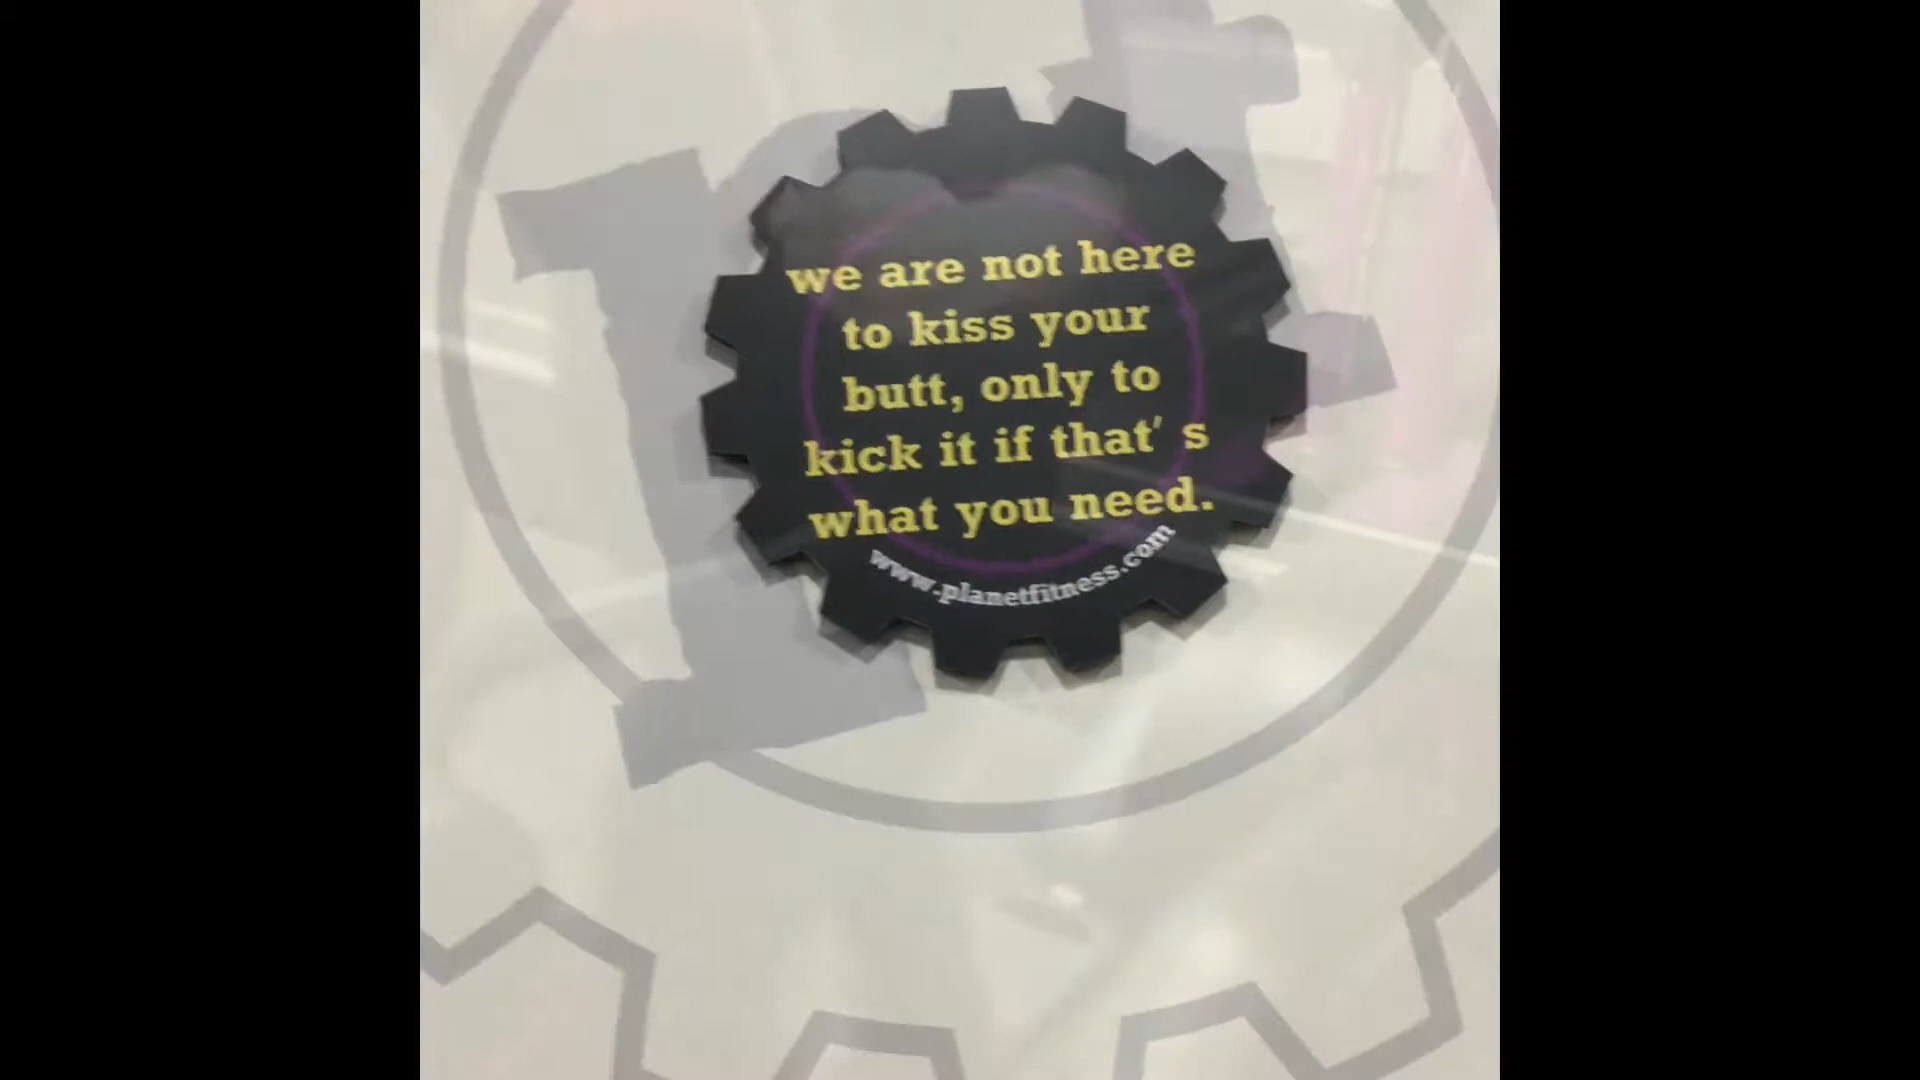 we are not here
to kiss your
butt, only to
kick it if that' s
what you need.
www.planetfitness.com